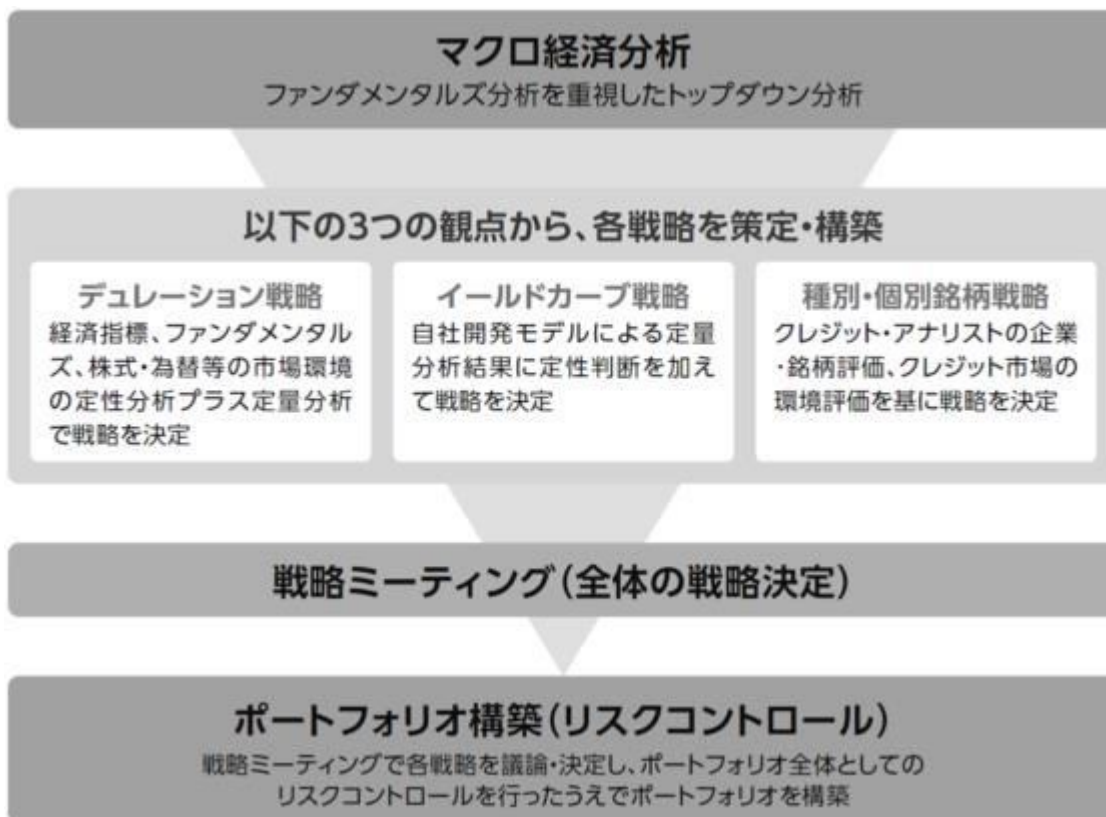 マクロ経済分析
ファンダメンタルズ分析を重視したトップダウン分析
以下の3つの観点から、各戦略を策定・構築
デュレーション戦略
経済指標、ファンダメンタル
ズ、株式・為替等の市場環境
の定性分析プラス定量分析
で戦略を決定
イールドカーブ戦略
自社開発モデルによる定量
分析結果に定性判断を加え
て戦略を決定
種別・個別銘柄戦略
クレジット・アナリストの企業
・銘柄評価、クレジット市場の
環境評価を基に戦略を決定
戦略ミーティング(全体の戦略決定)
ポートフォリオ構築(リスクコントロール)
戦略ミーティングで各戦略を議論・決定し、ポートフォリオ全体としての
リスクコントロールを行ったうえでポートフォリオを構築